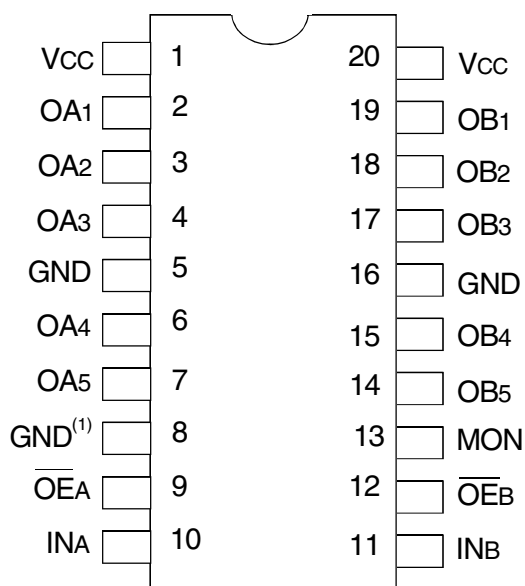 VCC 1 20 VCC
OA1 2 19 OB1
OA2 3 18 OB2
OA3 4 17 OB3
GND 5 16 GND
OA4 6 15 OB4
OA5 7 14 OB5
GND(1) 8 13 MON
O̅E̅A 9 12 O̅E̅B
INA 10 11 INB